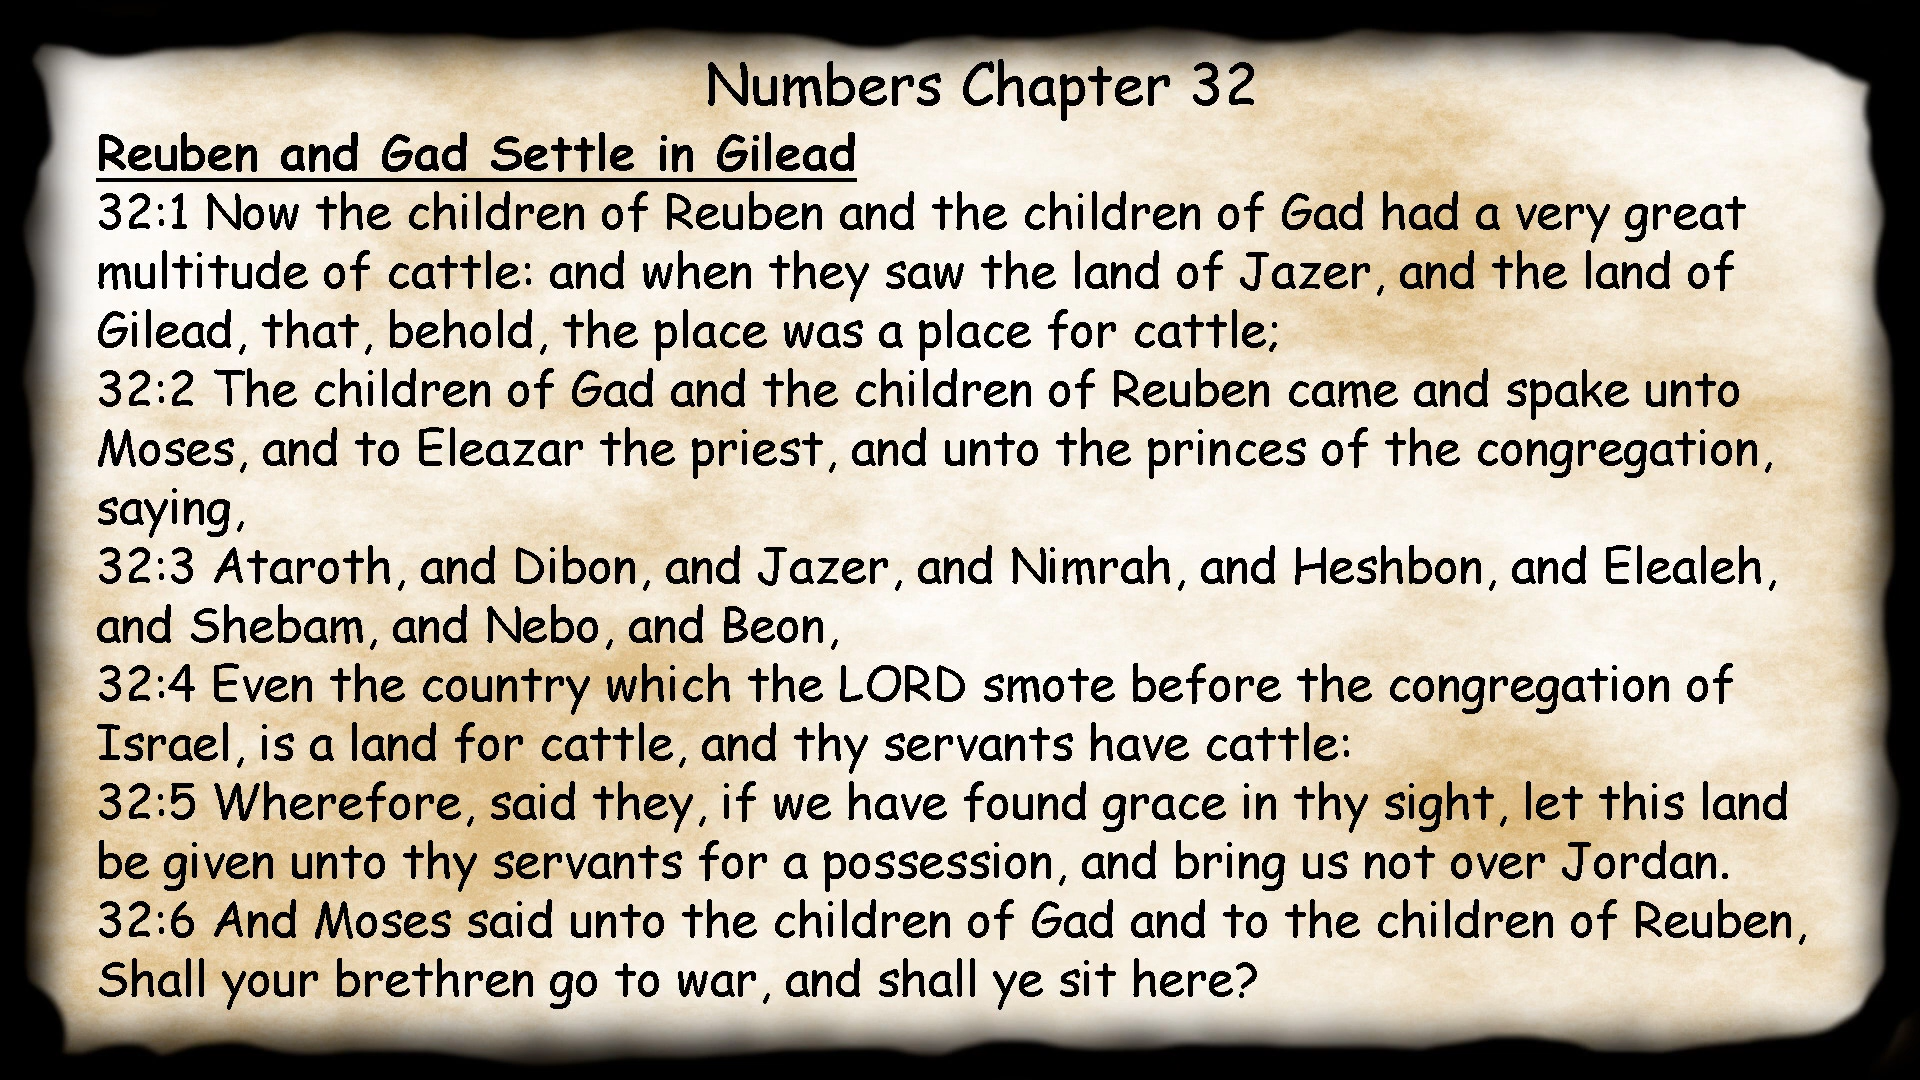 Numbers Chapter 32
Reuben and Gad Settle in Gilead
32:1 Now the children of Reuben and the children of Gad had a very great
multitude of cattle: and when they saw the land of Jazer, and the land of
Gilead, that, behold, the place was a place for cattle;
32:2 The children of Gad and the children of Reuben came and spake unto
Moses, and to Eleazar the priest, and unto the princes of the congregation,
saying,
32:3 Ataroth, and Dibon, and Jazer, and Nimrah, and Heshbon, and Elealeh,
and Shebam, and Nebo, and Beon,
32:4 Even the country which the LORD smote before the congregation of
Israel, is a land for cattle, and thy servants have cattle:
32:5 Wherefore, said they, if we have found grace in thy sight, let this land
be given unto thy servants for a possession, and bring us not over Jordan.
32:6 And Moses said unto the children of Gad and to the children of Reuben,
Shall your brethren go to war, and shall ye sit here?